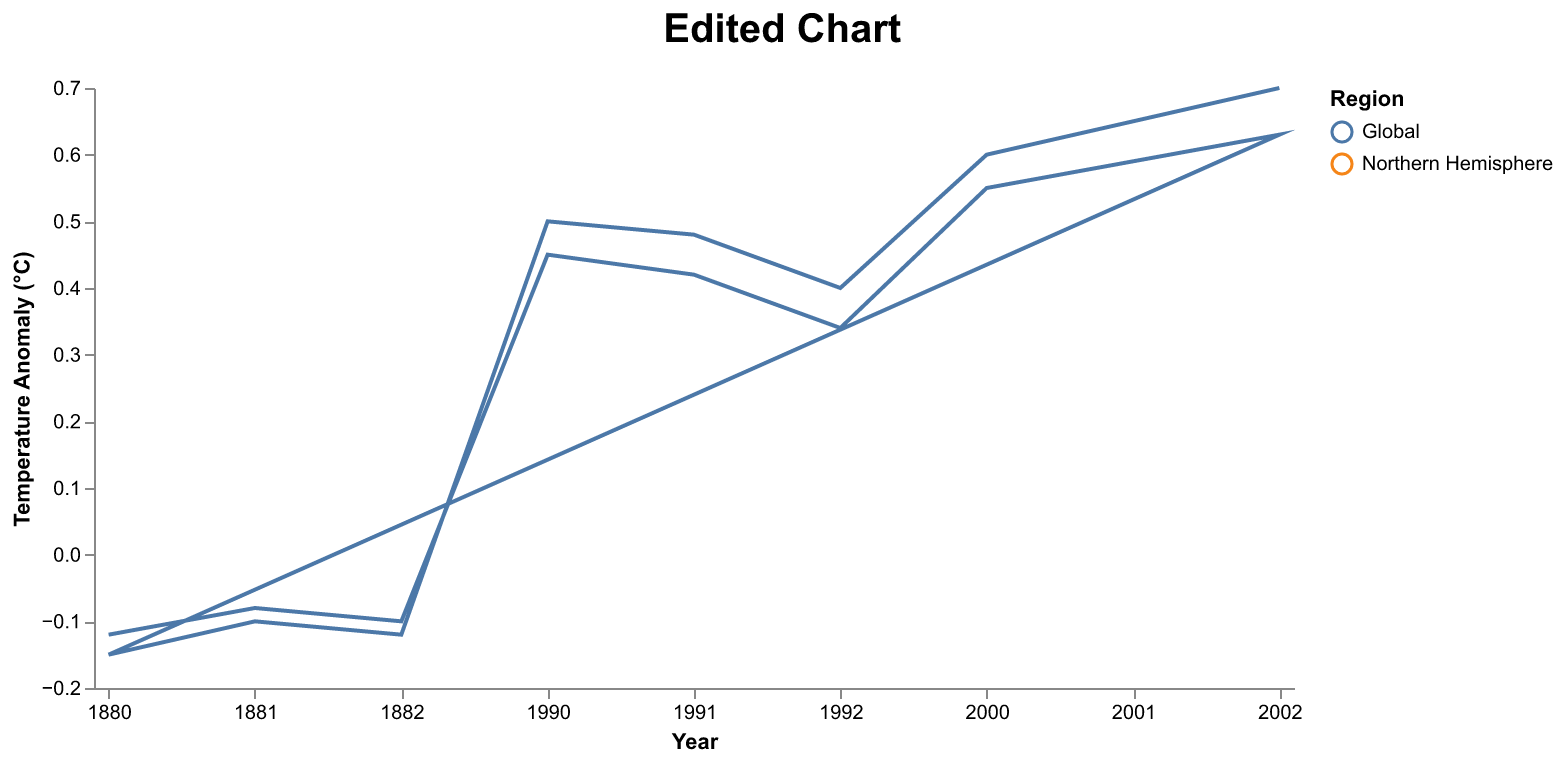 Edited Chart
Region
Global
Northern Hemisphere
Temperature Anomaly (°C)
0.7
0.6
0.5
0.4
0.3
0.2
0.1
0.0
−0.1
−0.2
1880 1881 1882 1990 1991 1992 2000 2001 2002
Year